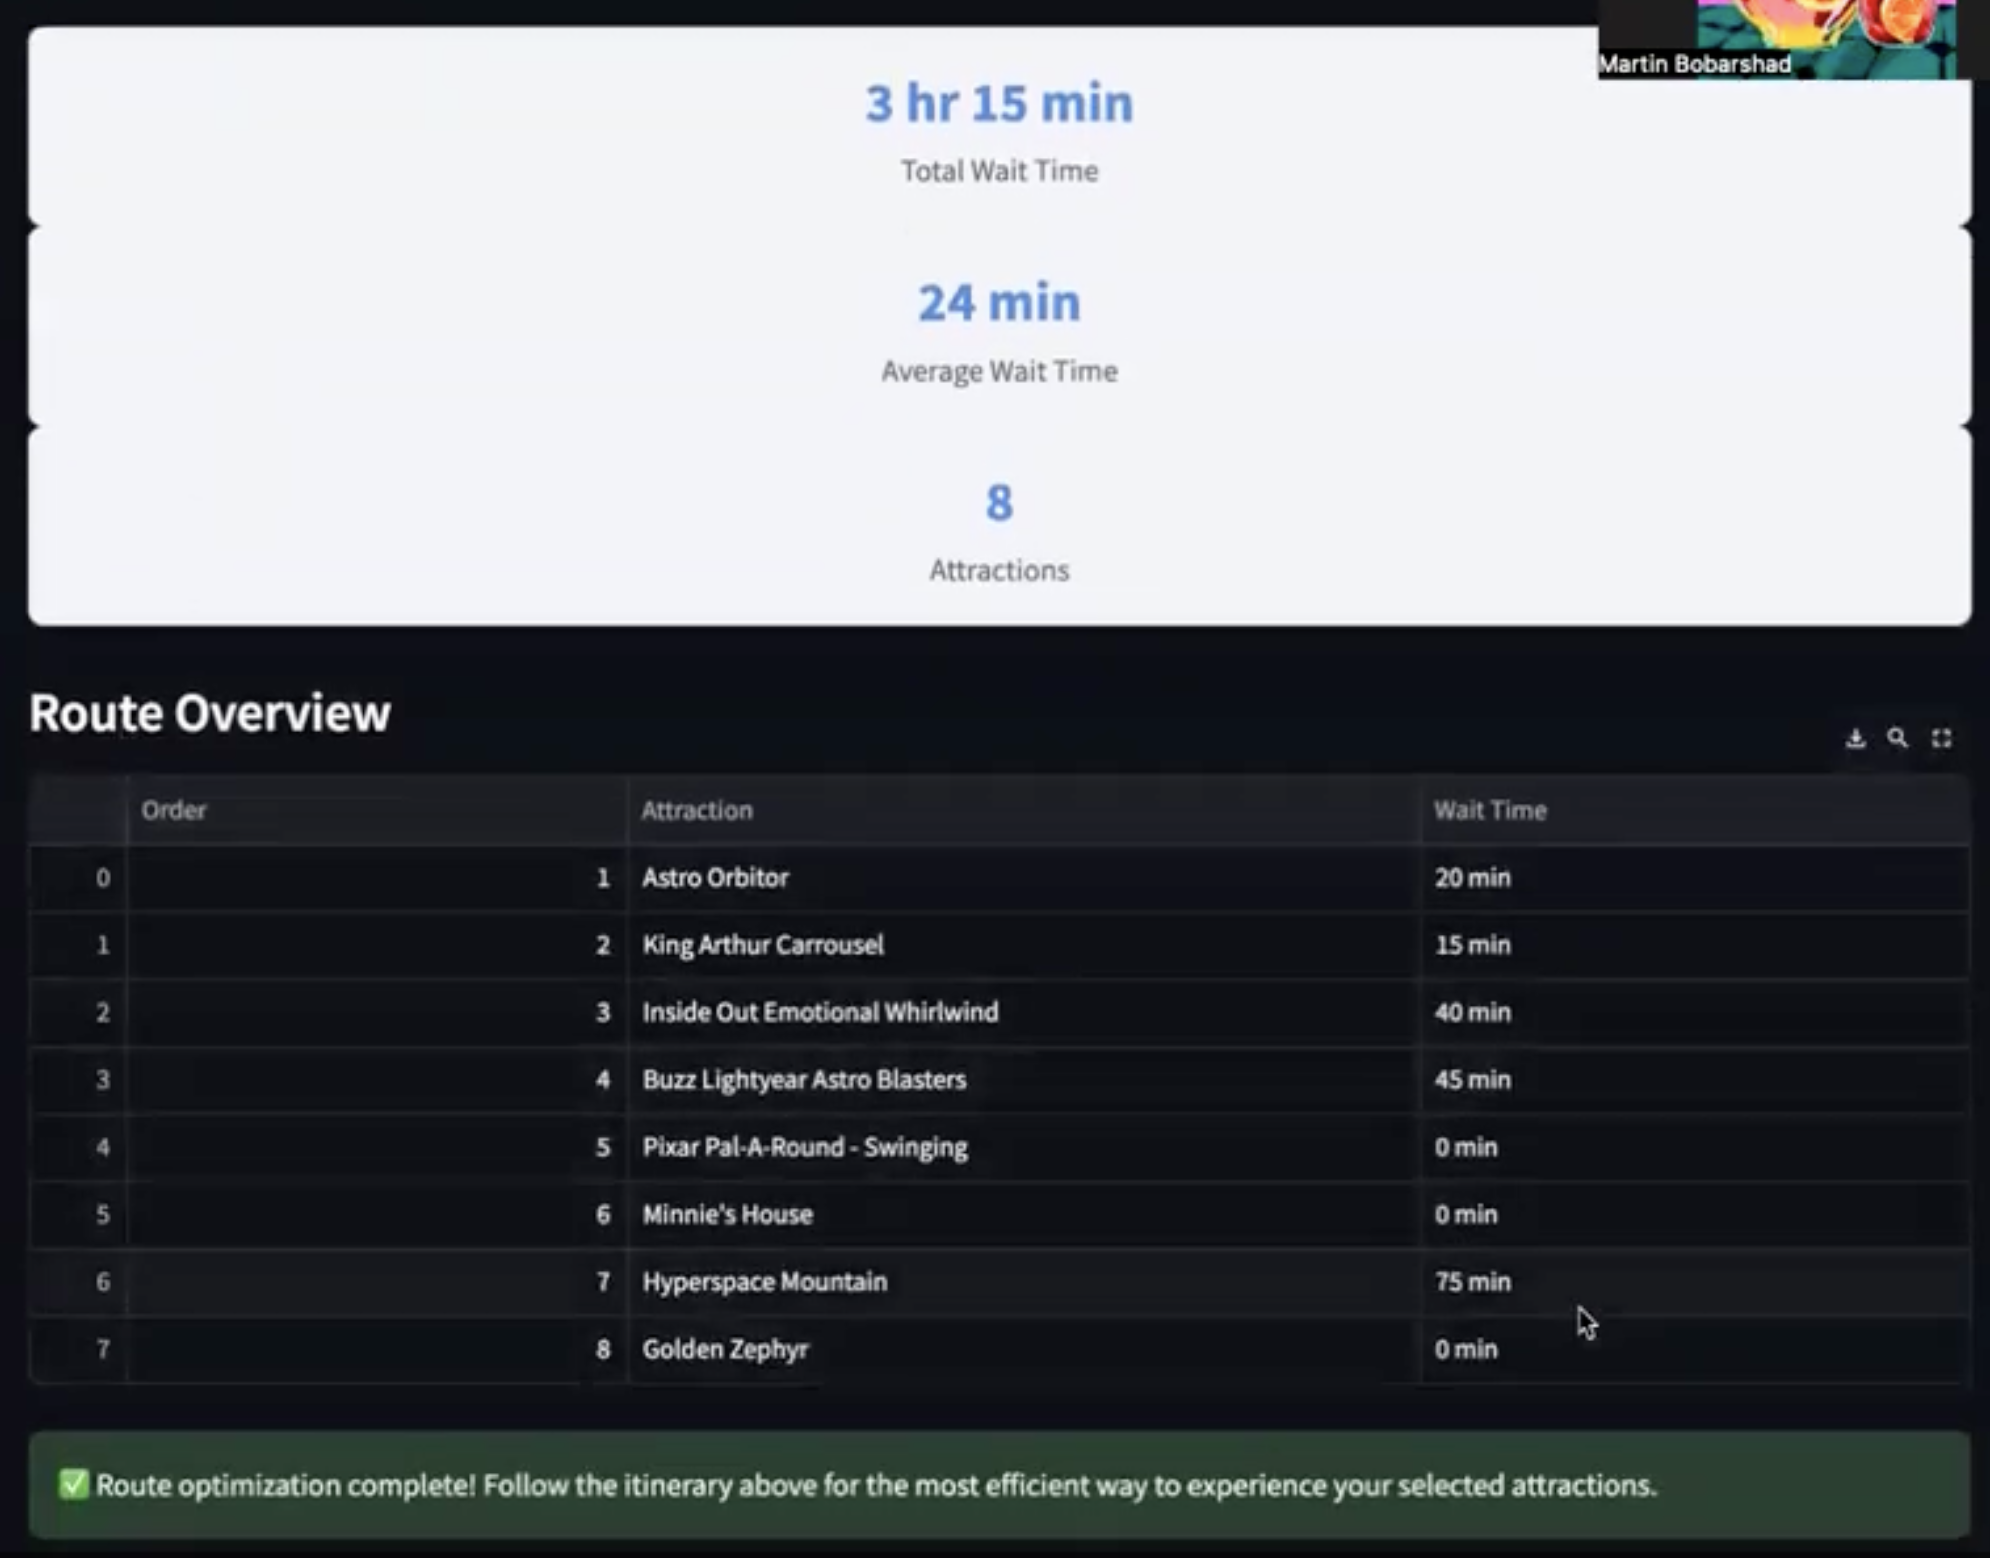 Martin Bobarshad
3 hr 15 min
Total Wait Time
24 min
Average Wait Time
8
Attractions
Route Overview
Order Attraction Wait Time
0 1 Astro Orbitor 20 min
1 2 King Arthur Carrousel 15 min
2 3 Inside Out Emotional Whirlwind 40 min
3 4 Buzz Lightyear Astro Blasters 45 min
4 5 Pixar Pal-A-Round - Swinging 0 min
5 6 Minnie's House 0 min
6 7 Hyperspace Mountain 75 min
7 8 Golden Zephyr 0 min
✅ Route optimization complete! Follow the itinerary above for the most efficient way to experience your selected attractions.